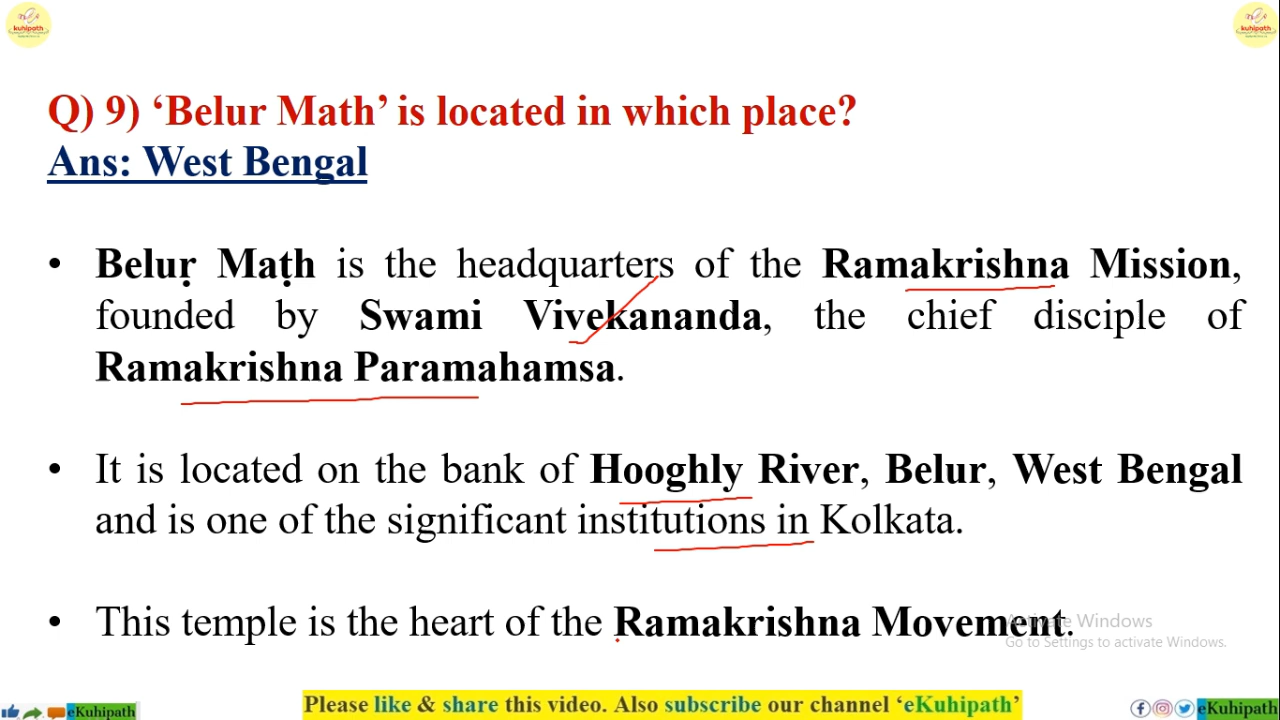 kuhipath
kuhipath
Q) 9) ‘Belur Math’ is located in which place?
Ans: West Bengal
• Beluṛ Maṭh is the headquarters of the Ramakrishna Mission,
founded by Swami Vivekananda, the chief disciple of
Ramakrishna Paramahamsa.
• It is located on the bank of Hooghly River, Belur, West Bengal
and is one of the significant institutions in Kolkata.
• This temple is the heart of the Ramakrishna Movement.
Activate Windows
Go to Settings to activate Windows.
eKuhipath
Please like & share this video. Also subscribe our channel ‘eKuhipath’
eKuhipath